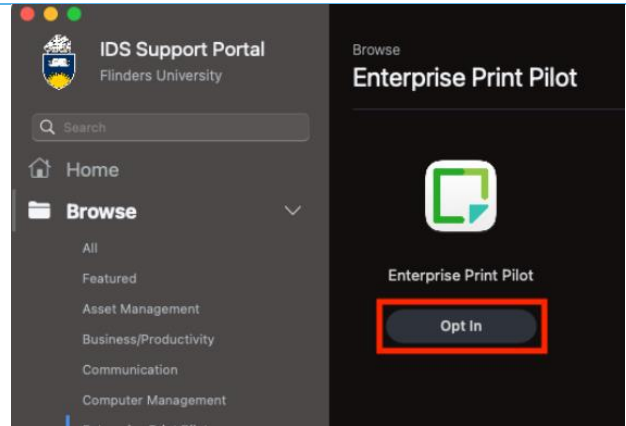 IDS Support Portal
Flinders University
Search
Home
Browse
All
Featured
Asset Management
Business/Productivity
Communication
Computer Management
Browse
Enterprise Print Pilot
Enterprise Print Pilot
Opt In